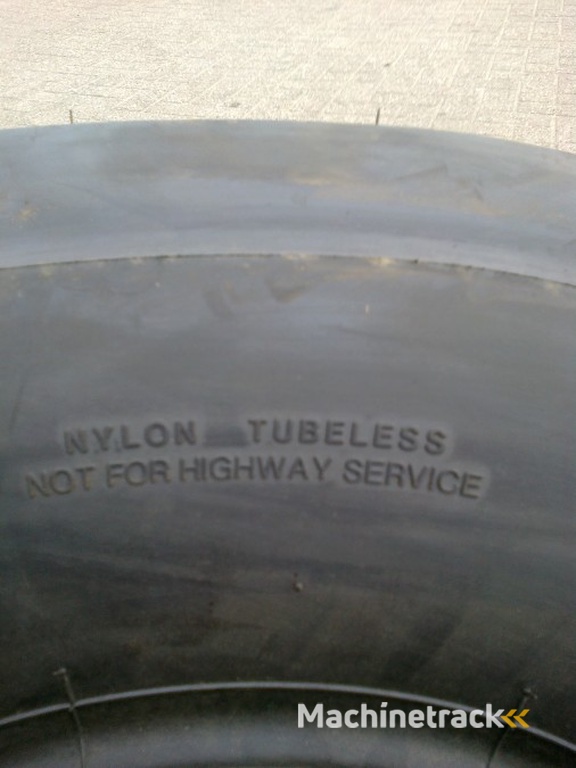 NYLON TUBELESS
NOT FOR HIGHWAY SERVICE
Machinetrack